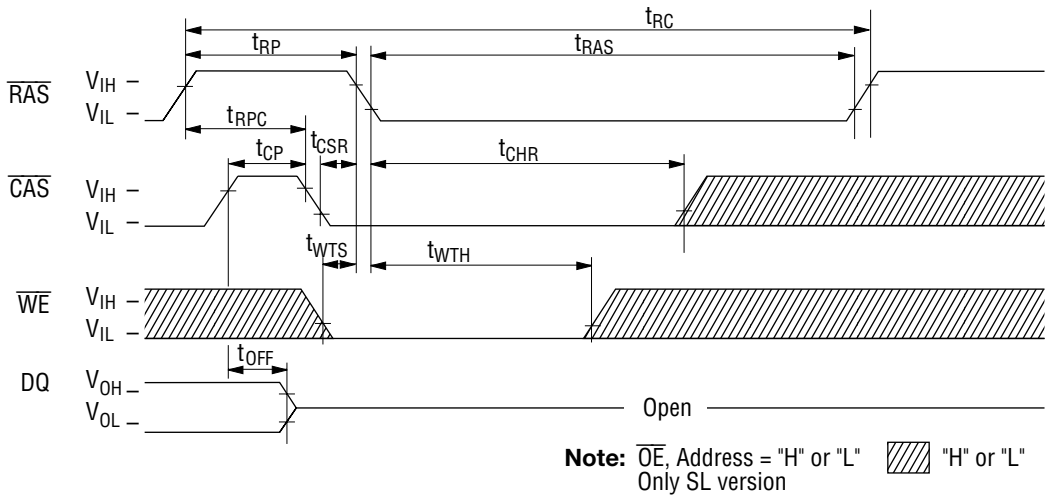 tRC
tRP
tRAS
RAS
VIH
VIL
tRPC
tCP
tCSR
tCHR
CAS
VIH
VIL
tWTS
tWTH
WE
VIH
VIL
tOFF
DQ
VOH
VOL
Open
Note: OE, Address = "H" or "L"
Only SL version
"H" or "L"